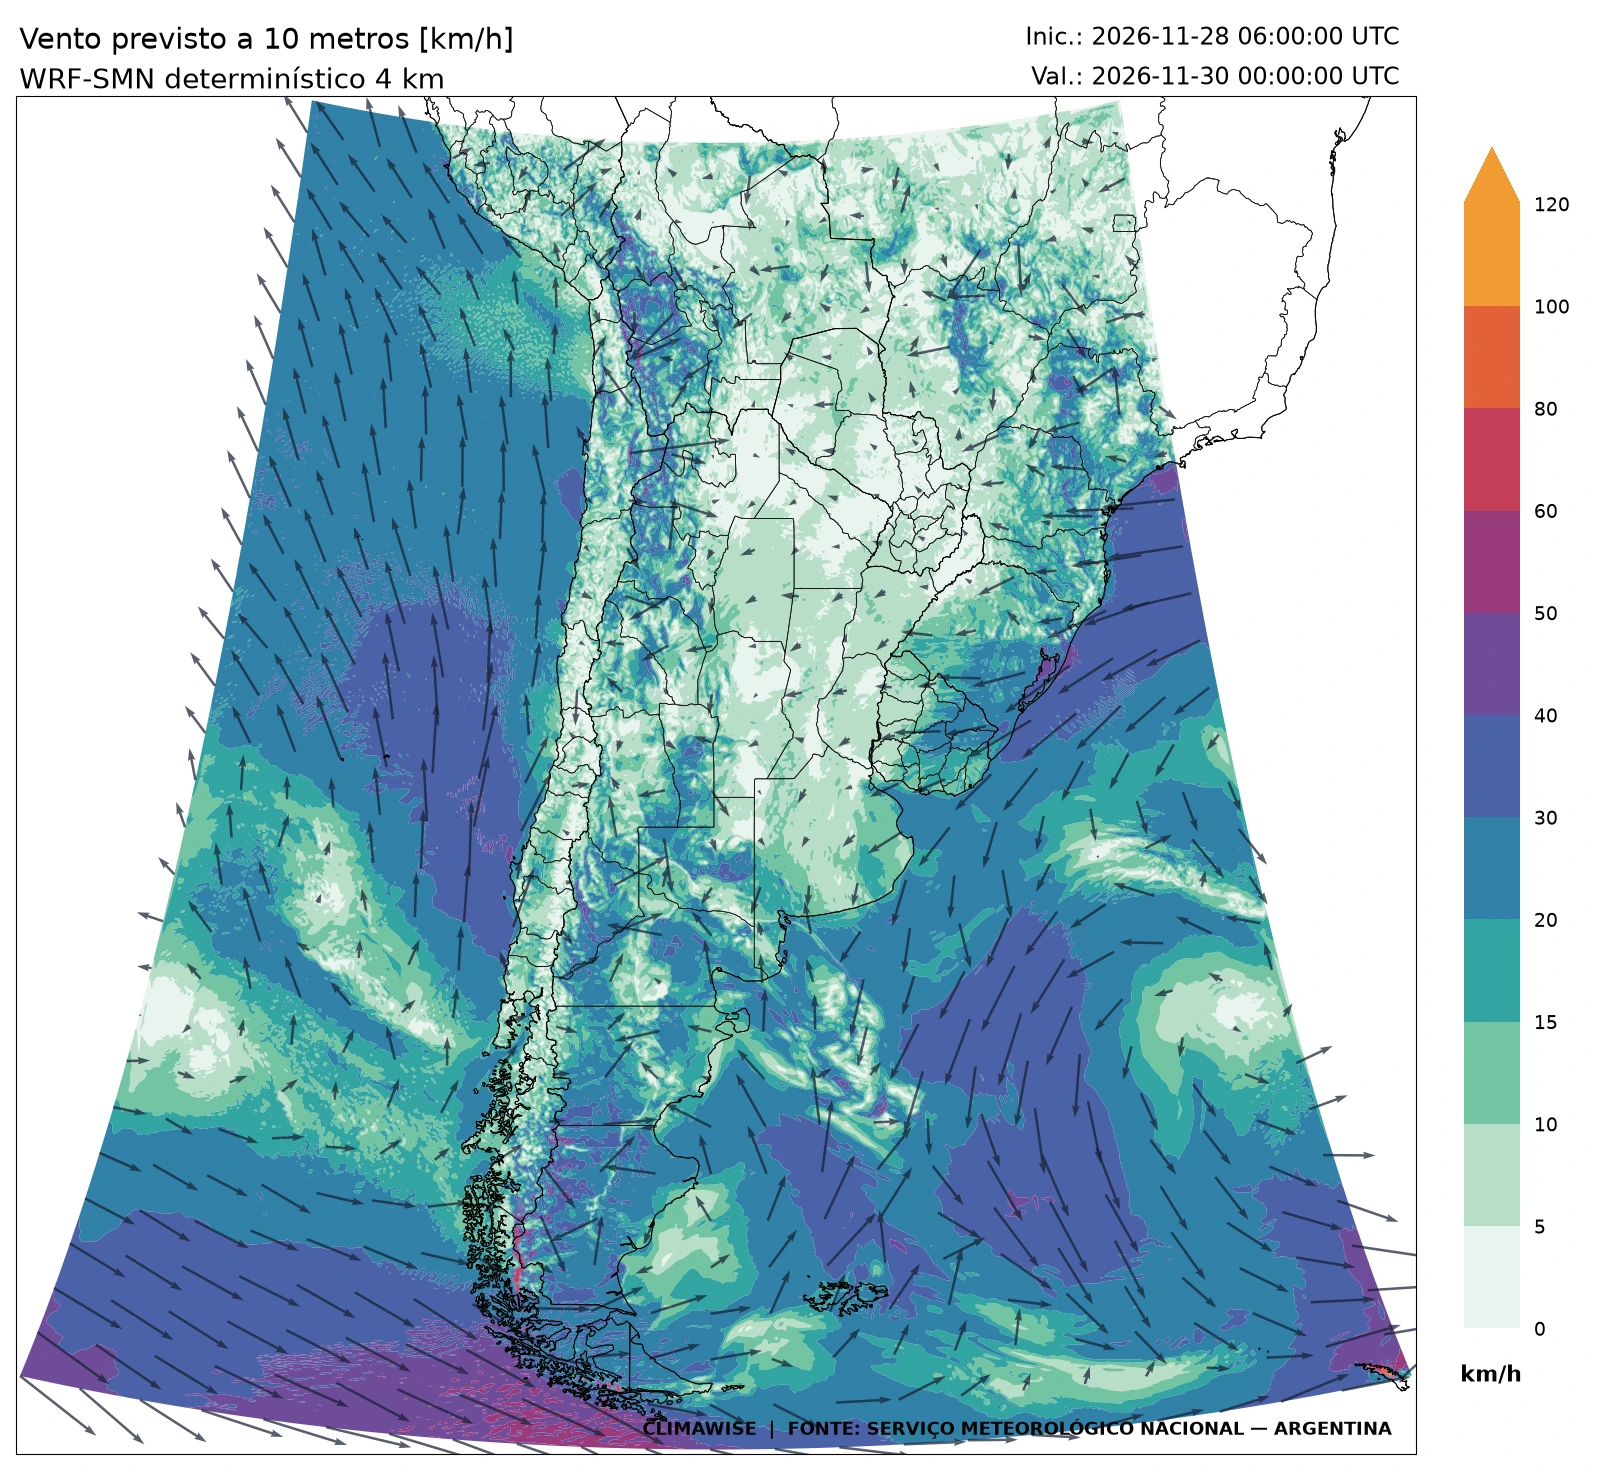 Vento previsto a 10 metros [km/h]
WRF-SMN determinístico 4 km
Inic.: 2026-11-28 06:00:00 UTC
Val.: 2026-11-30 00:00:00 UTC
120
100
80
60
50
40
30
20
15
10
5
0
km/h
CLIMAWISE | FONTE: SERVIÇO METEOROLÓGICO NACIONAL — ARGENTINA